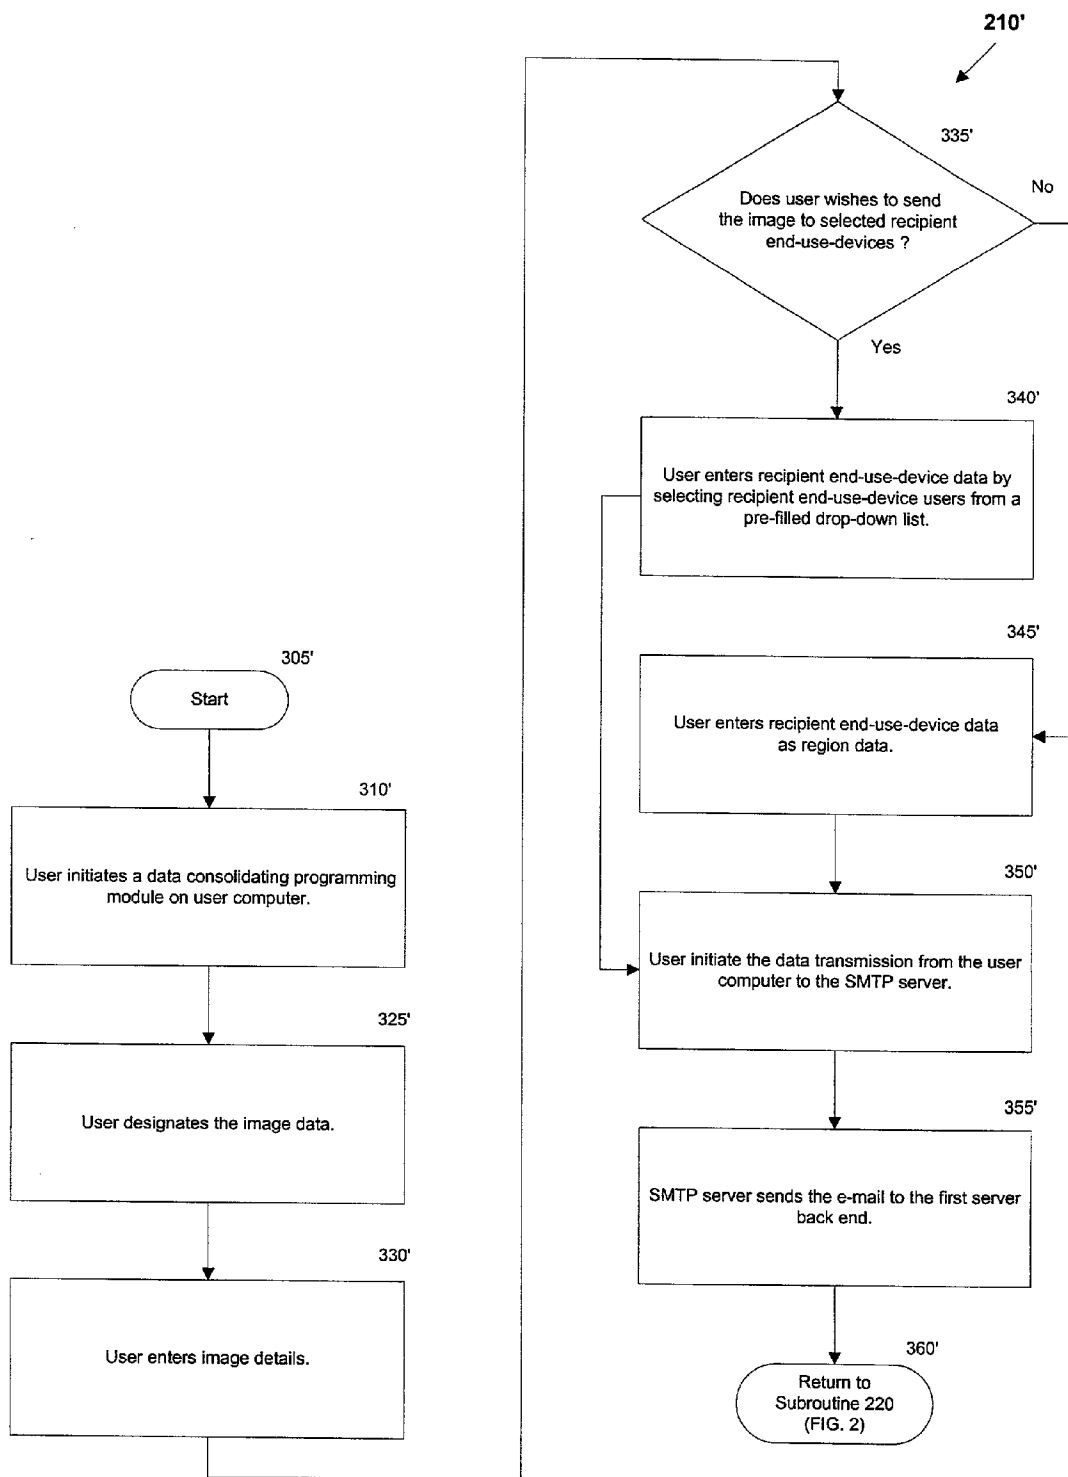 210'
335'
Does user wishes to send
the image to selected recipient
end-use-devices ?
No
Yes
340'
User enters recipient end-use-device data by
selecting recipient end-use-device users from a
pre-filled drop-down list.
345'
User enters recipient end-use-device data
as region data.
350'
User initiate the data transmission from the user
computer to the SMTP server.
355'
SMTP server sends the e-mail to the first server
back end.
360'
Return to
Subroutine 220
(FIG. 2)
305'
Start
310'
User initiates a data consolidating programming
module on user computer.
325'
User designates the image data.
330'
User enters image details.